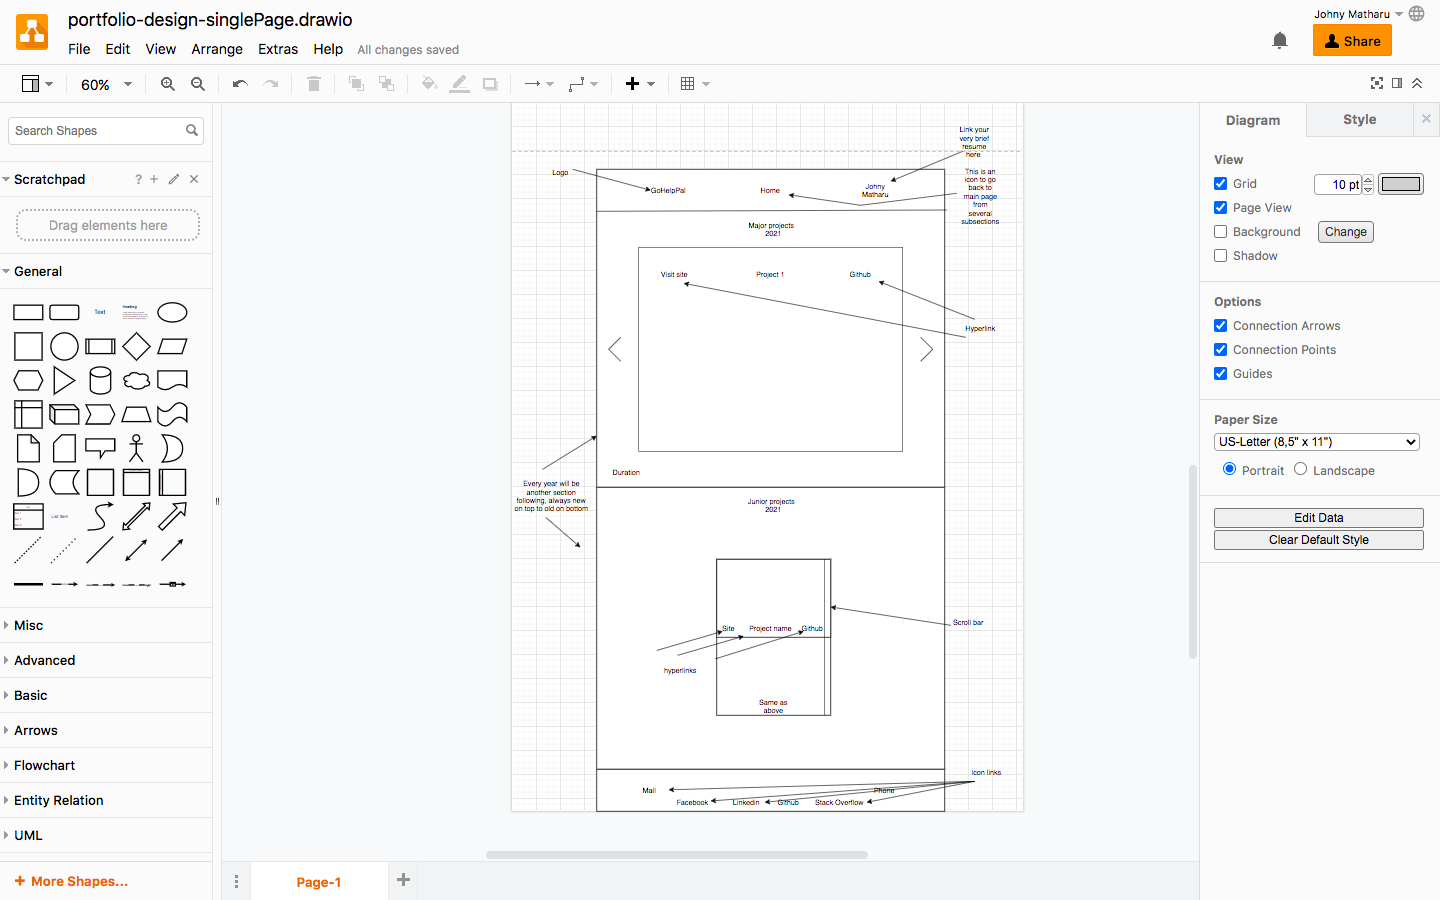 portfolio-design-singlePage.drawio
File Edit View Arrange Extras Help All changes saved
Johny Matharu
Share
60%
Search Shapes
Scratchpad
?
Drag elements here
General
Text
Heading
List Item
Misc
Advanced
Basic
Arrows
Flowchart
Entity Relation
UML
+ More Shapes...
Link your
very brief
resume
here
Logo
GoHelpPal
Home
Johny
Matharu
This is an
icon to go
back to
main page
from
several
subsections
Major projects
2021
Visit site
Project 1
Github
Hyperlink
Duration
Every year will be
another section
following, always new
on top to old on bottom
Junior projects
2021
Site
Project name
Github
Scroll bar
hyperlinks
Same as
above
Icon links
Mail
Phone
Facebook
Linkedin
Github
Stack Overflow
Page-1
Diagram
Style
View
Grid
10 pt
Page View
Background
Change
Shadow
Options
Connection Arrows
Connection Points
Guides
Paper Size
US-Letter (8,5" x 11")
Portrait
Landscape
Edit Data
Clear Default Style